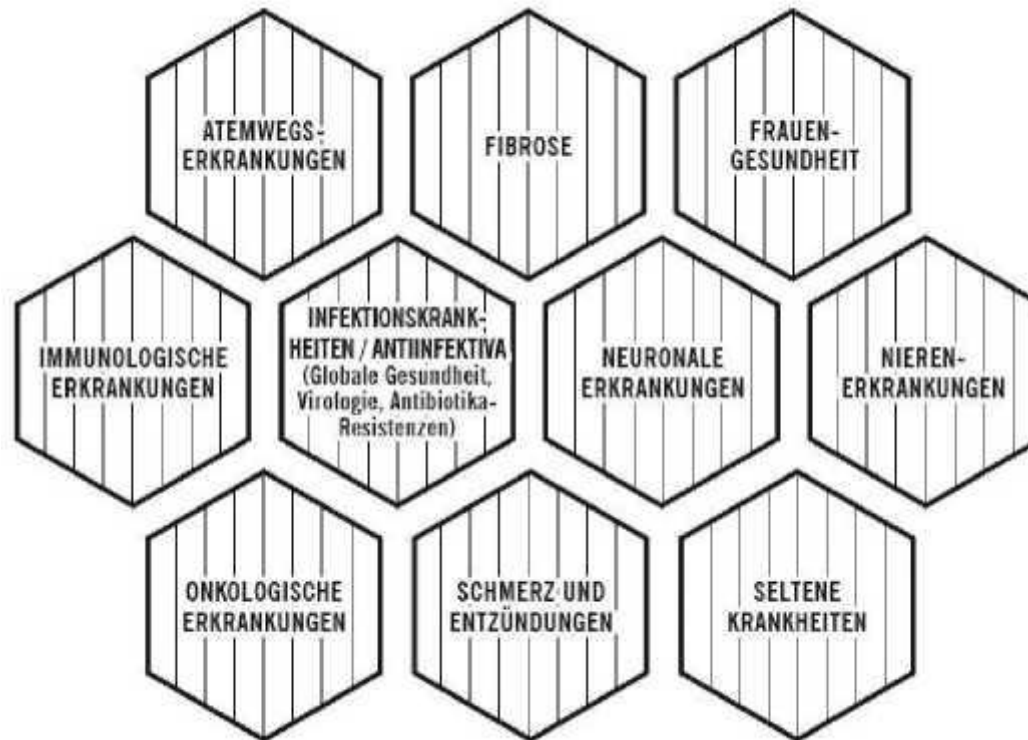 ATEMWEGS-
ERKRANKUNGEN
FIBROSE
FRAUEN-
GESUNDHEIT
IMMUNOLOGISCHE
ERKRANKUNGEN
INFEKTIONSKRANK-
HEITEN / ANTIINFEKTIVA
(Globale Gesundheit,
Virologie, Antibiotika-
Resistenzen)
NEURONALE
ERKRANKUNGEN
NIEREN-
ERKRANKUNGEN
ONKOLOGISCHE
ERKRANKUNGEN
SCHMERZ UND
ENTZÜNDUNGEN
SELTENE
KRANKHEITEN